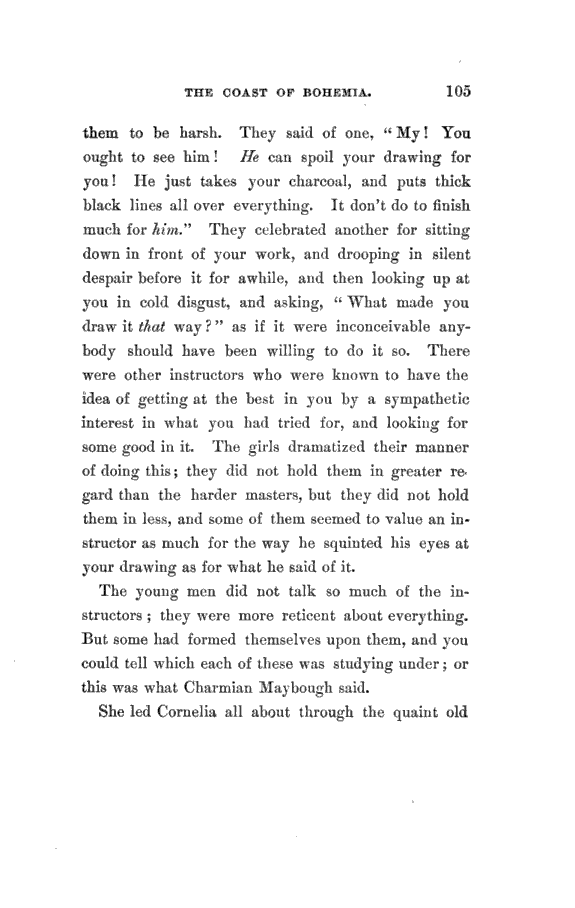 THE COAST OF BOHEMIA. 105
them to be harsh. They said of one, “My! You
ought to see him! He can spoil your drawing for
you! He just takes your charcoal, and puts thick
black lines all over everything. It don't do to finish
much for him.” They celebrated another for sitting
down in front of your work, and drooping in silent
despair before it for awhile, and then looking up at
you in cold disgust, and asking, “What made you
draw it that way?” as if it were inconceivable any-
body should have been willing to do it so. There
were other instructors who were known to have the
idea of getting at the best in you by a sympathetic
interest in what you had tried for, and looking for
some good in it. The girls dramatized their manner
of doing this; they did not hold them in greater re-
gard than the harder masters, but they did not hold
them in less, and some of them seemed to value an in-
structor as much for the way he squinted his eyes at
your drawing as for what he said of it.
The young men did not talk so much of the in-
structors; they were more reticent about everything.
But some had formed themselves upon them, and you
could tell which each of these was studying under; or
this was what Charmian Maybough said.
She led Cornelia all about through the quaint old